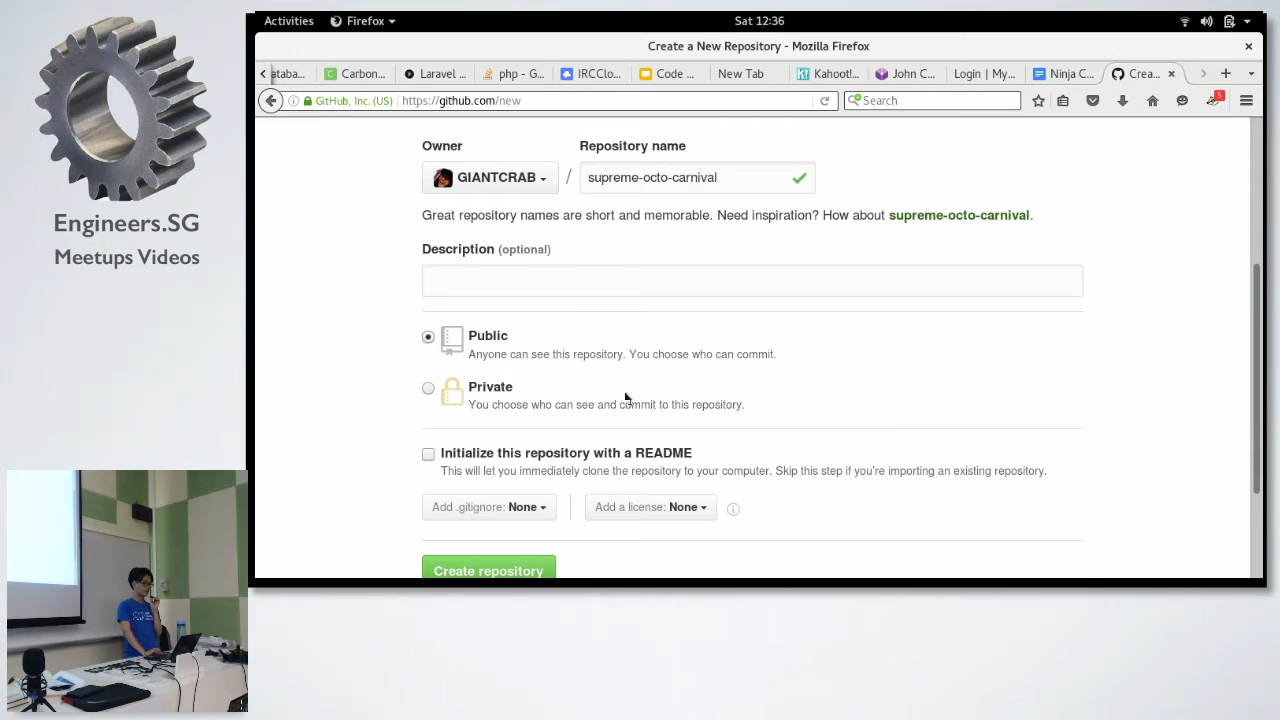 Activities
Firefox
Sat 12:36
Create a New Repository - Mozilla Firefox
ataba...
Carbon...
Laravel ...
php - G...
IRCClo...
Code ...
New Tab
Kahoot!...
John C...
Login | My...
Ninja C...
Crea...
GitHub, Inc. (US)
https://github.com/new
Search
5
Owner
Repository name
GIANTCRAB
/
supreme-octo-carnival
Great repository names are short and memorable. Need inspiration? How about supreme-octo-carnival.
Description (optional)
Public
Anyone can see this repository. You choose who can commit.
Private
You choose who can see and commit to this repository.
Initialize this repository with a README
This will let you immediately clone the repository to your computer. Skip this step if you're importing an existing repository.
Add .gitignore: None
Add a license: None
Create repository
Engineers.SG
Meetups Videos